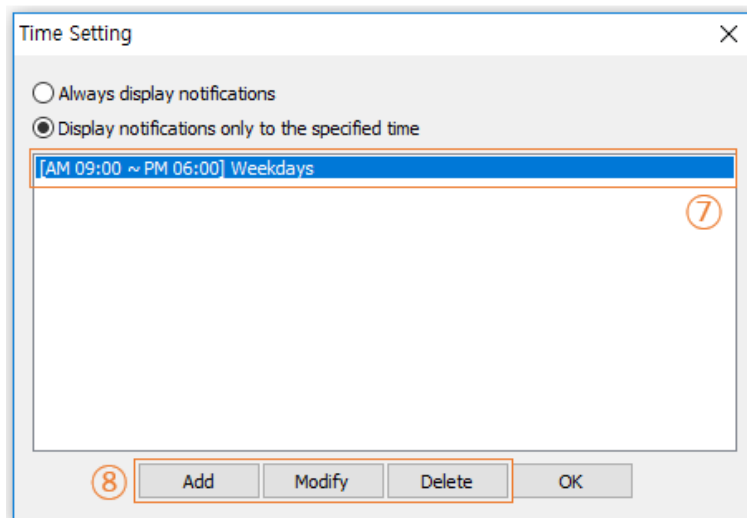 Time Setting
Always display notifications
Display notifications only to the specified time
[AM 09:00 ~ PM 06:00] Weekdays
⑦
⑧ Add Modify Delete OK